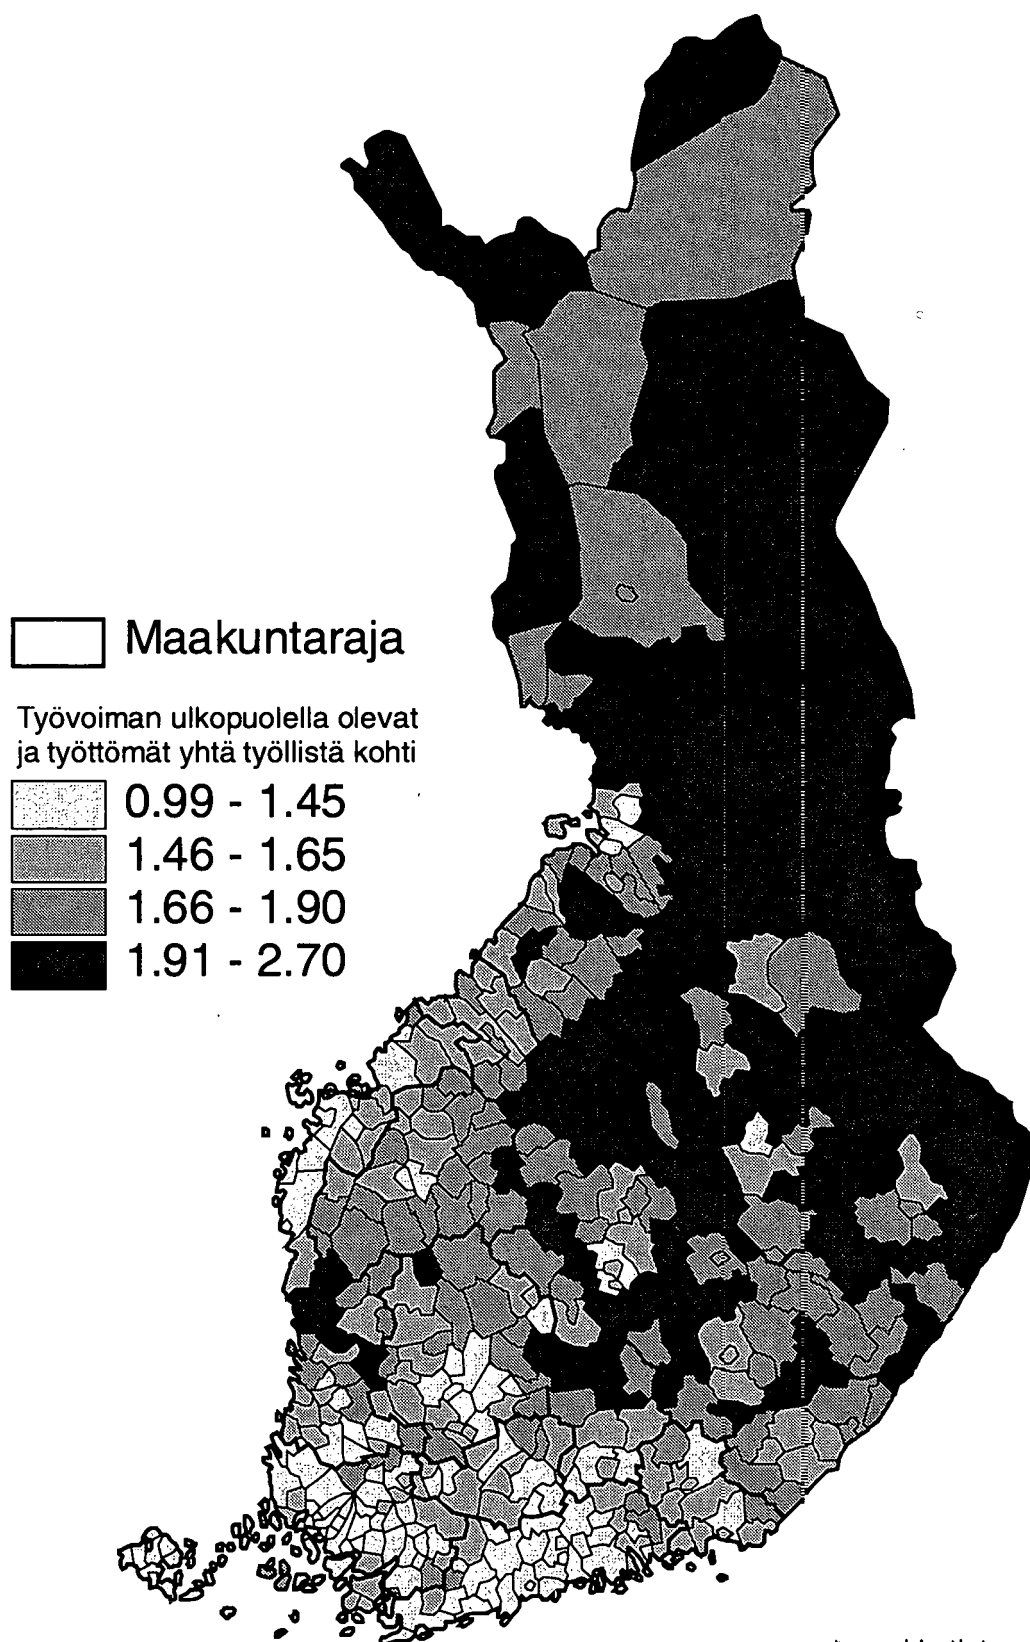 Maakuntaraja
Työvoiman ulkopuolella olevat
ja työttömät yhtä työllistä kohti
0.99 - 1.45
1.46 - 1.65
1.66 - 1.90
1.91 - 2.70